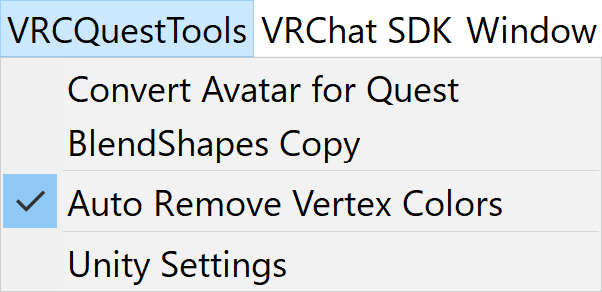 VRCQuestTools VRChat SDK Window
Convert Avatar for Quest
BlendShapes Copy
Auto Remove Vertex Colors
Unity Settings